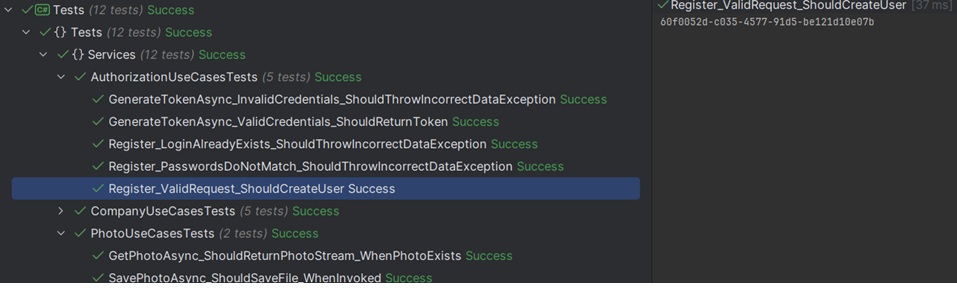 Tests (12 tests) Success
{} Tests (12 tests) Success
{} Services (12 tests) Success
AuthorizationUseCasesTests (5 tests) Success
GenerateTokenAsync_InvalidCredentials_ShouldThrowIncorrectDataException Success
GenerateTokenAsync_ValidCredentials_ShouldReturnToken Success
Register_LoginAlreadyExists_ShouldThrowIncorrectDataException Success
Register_PasswordsDoNotMatch_ShouldThrowIncorrectDataException Success
Register_ValidRequest_ShouldCreateUser Success
CompanyUseCasesTests (5 tests) Success
PhotoUseCasesTests (2 tests) Success
GetPhotoAsync_ShouldReturnPhotoStream_WhenPhotoExists Success
SavePhotoAsync_ShouldSaveFile_WhenInvoked Success
Register_ValidRequest_ShouldCreateUser [37 ms]
60f0052d-c035-4577-91d5-be121d10e07b